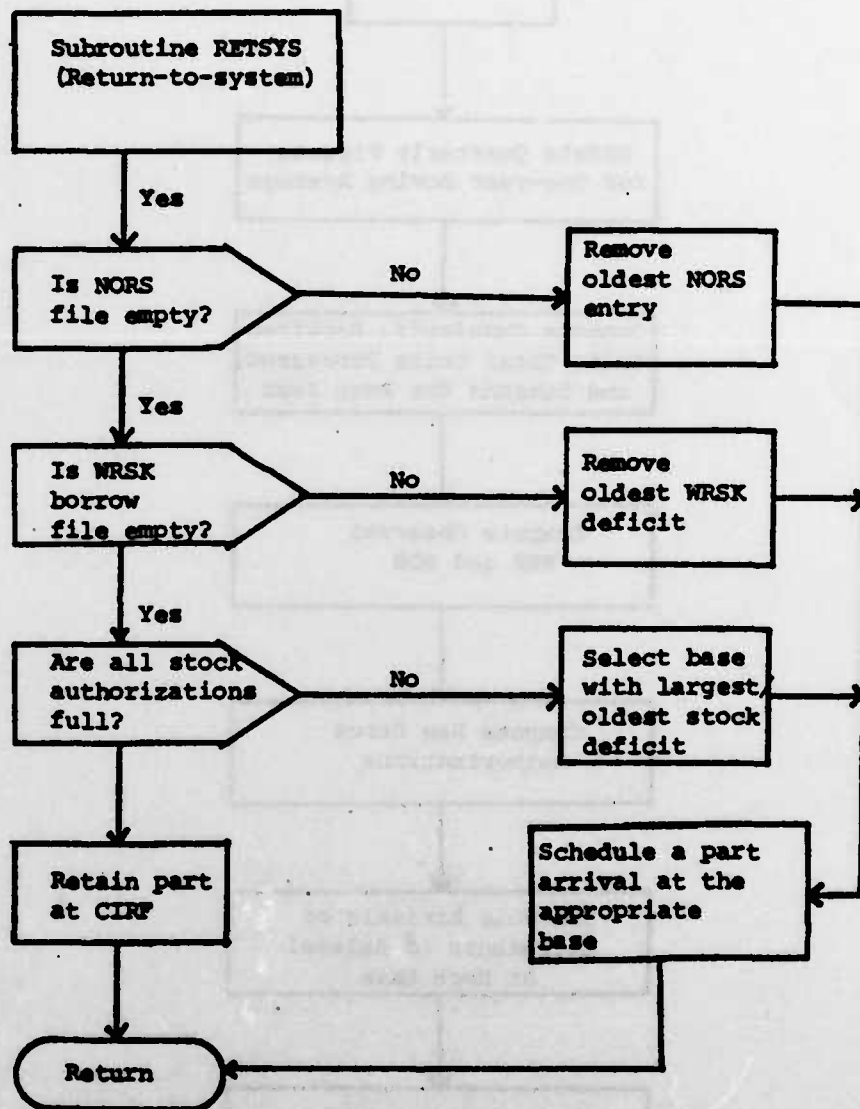 Subroutine RETSYS
(Return-to-system)
Yes
Is NORS
file empty?
No
Remove
oldest NORS
entry
Yes
Is WRSK
borrow
file empty?
No
Remove
oldest WRSK
deficit
Yes
Are all stock
authorizations
full?
No
Select base
with largest/
oldest stock
deficit
Retain part
at CIRF
Schedule a part
arrival at the
appropriate
base
Return